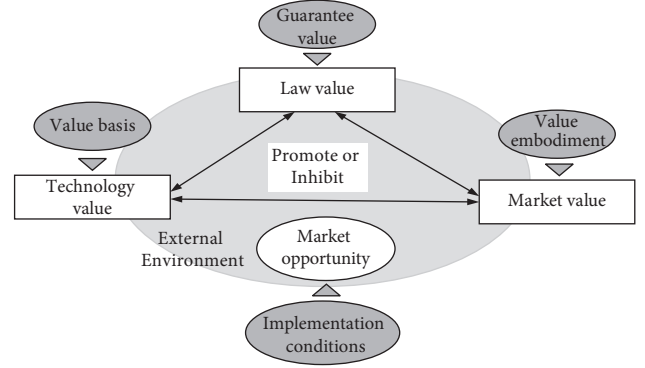 Guarantee
value
Law value
Value basis
Value
embodiment
Promote or
Inhibit
Technology
value
Market value
External
Environment
Market
opportunity
Implementation
conditions